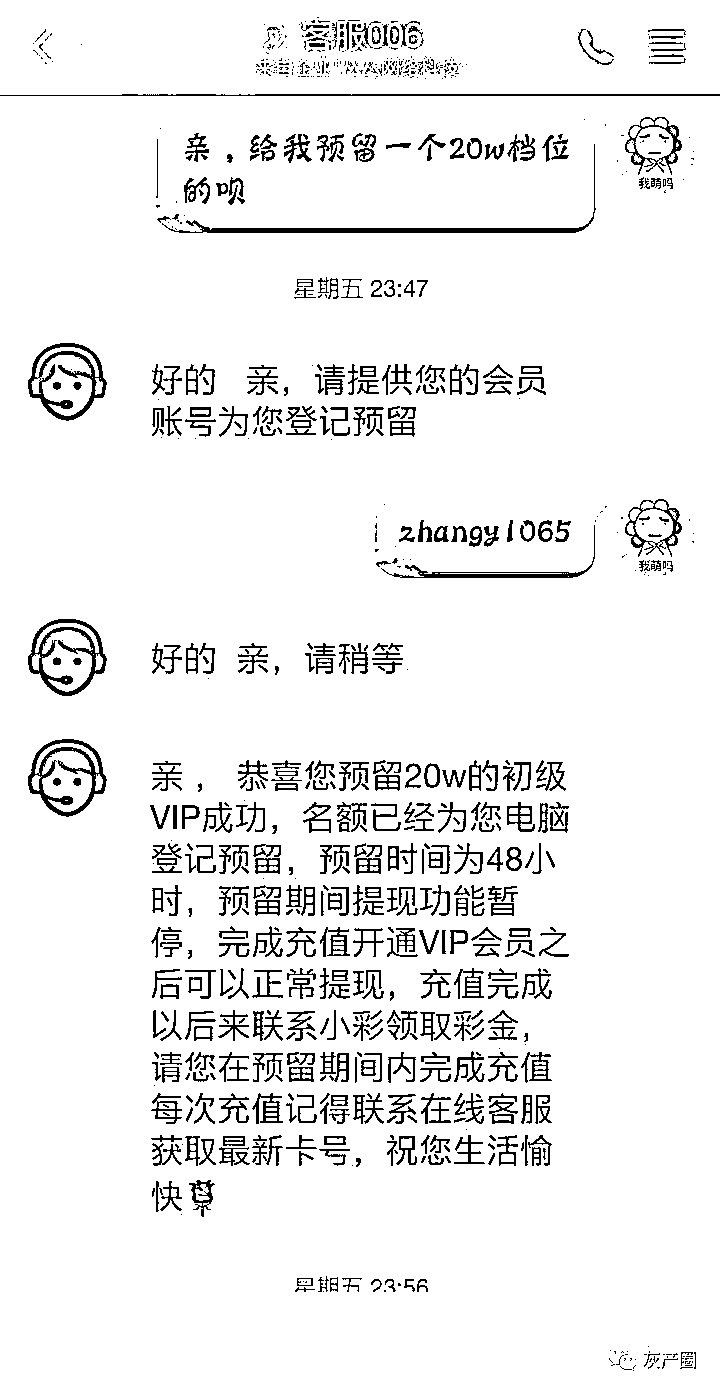 客服006
亲，给我预留一个20w档位
的呗
我萌吗
星期五 23:47
好的 亲，请提供您的会员
账号为您登记预留
zhangy1065
我萌吗
好的 亲，请稍等
亲， 恭喜您预留20w的初级
VIP成功，名额已经为您电脑
登记预留，预留时间为48小
时，预留期间提现功能暂
停，完成充值开通VIP会员之
后可以正常提现，充值完成
以后来联系小彩领取彩金，
请您在预留期间内完成充值
每次充值记得联系在线客服
获取最新卡号，祝您生活愉
快
星期五 23:56
灰产圈